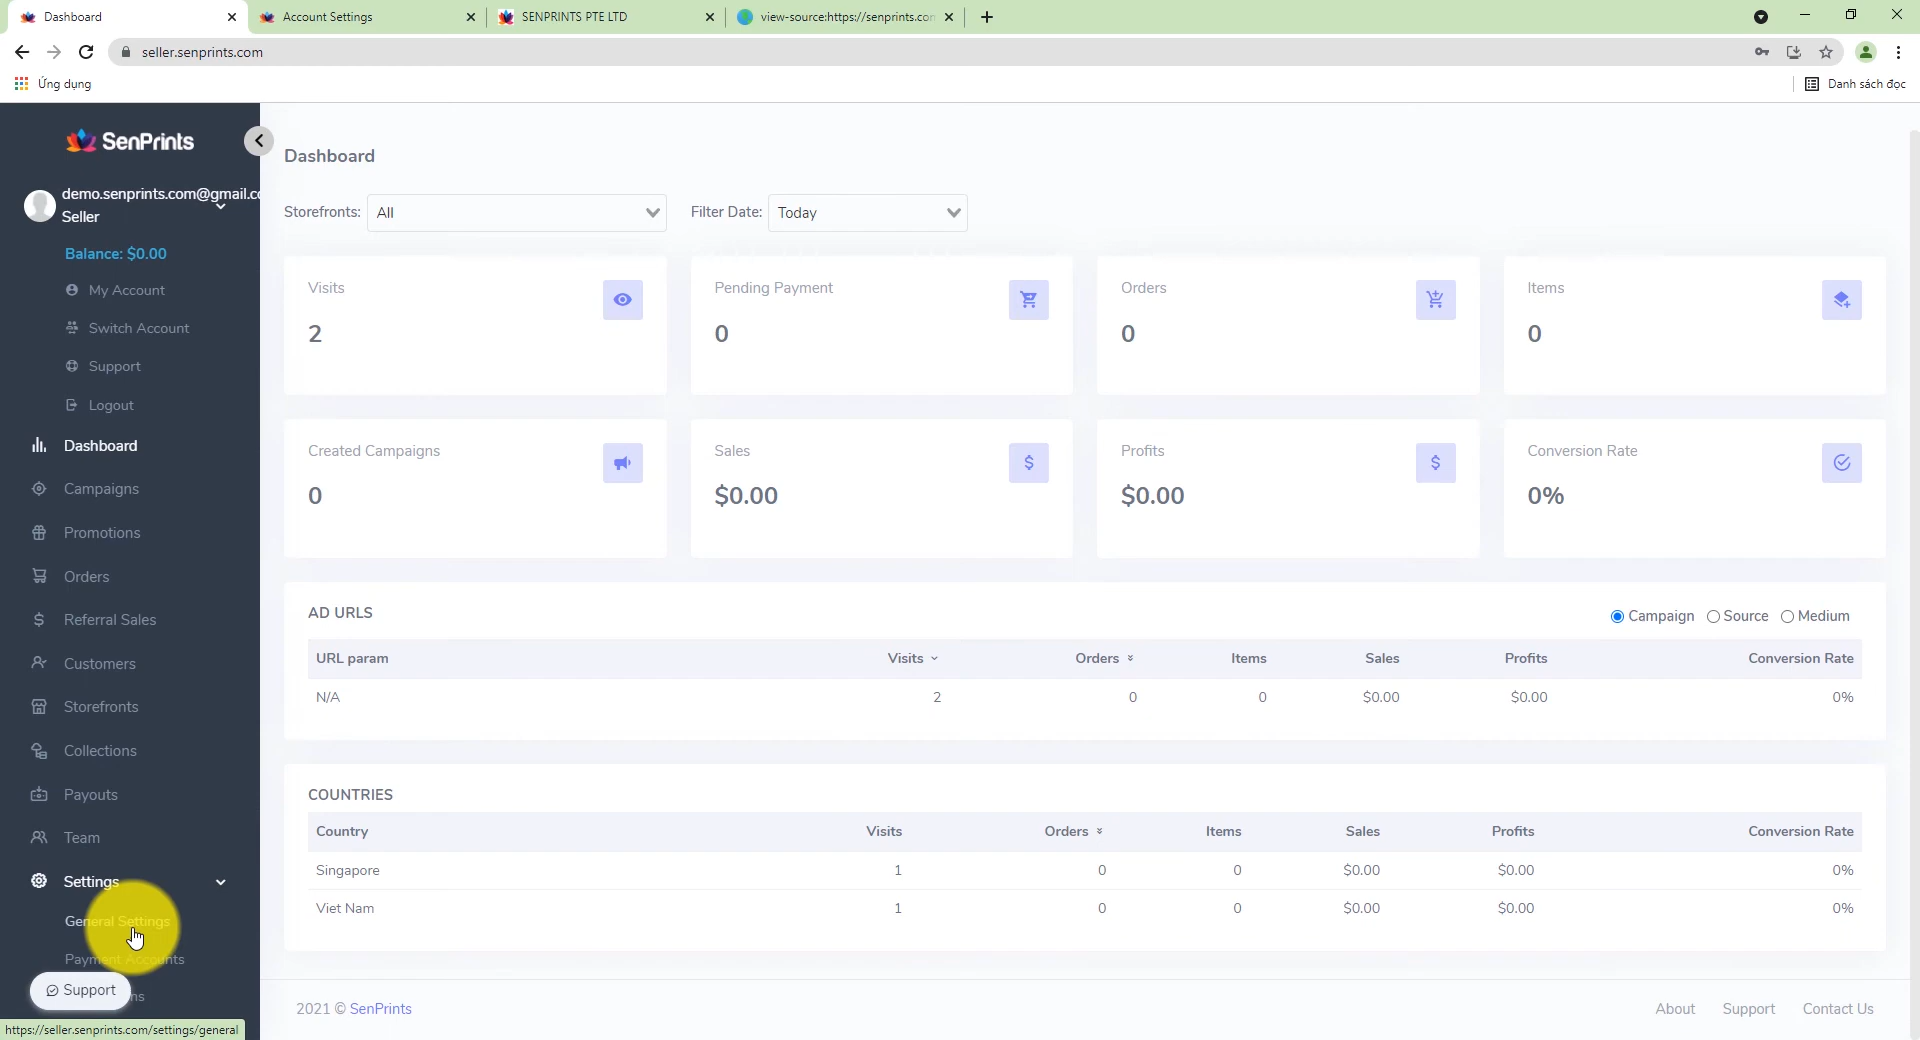 Dashboard
Account Settings
SENPRINTS PTE LTD
view-source:https://senprints.con
seller.senprints.com
Ứng dụng
Danh sách đọc
SenPrints
demo.senprints.com@gmail.co
Seller
Balance: $0.00
My Account
Switch Account
Support
Logout
Dashboard
Campaigns
Promotions
Orders
Referral Sales
Customers
Storefronts
Collections
Payouts
Team
Settings
General Settings
Payment Accounts
Support
ns
https://seller.senprints.com/settings/general
Dashboard
Storefronts: All Filter Date: Today
Visits
2
Pending Payment
0
Orders
0
Items
0
Created Campaigns
0
Sales
$0.00
Profits
$0.00
Conversion Rate
0%
AD URLS
Campaign Source Medium
URL param Visits Orders Items Sales Profits Conversion Rate
N/A 2 0 0 $0.00 $0.00 0%
COUNTRIES
Country Visits Orders Items Sales Profits Conversion Rate
Singapore 1 0 0 $0.00 $0.00 0%
Viet Nam 1 0 0 $0.00 $0.00 0%
2021 © SenPrints
About Support Contact Us